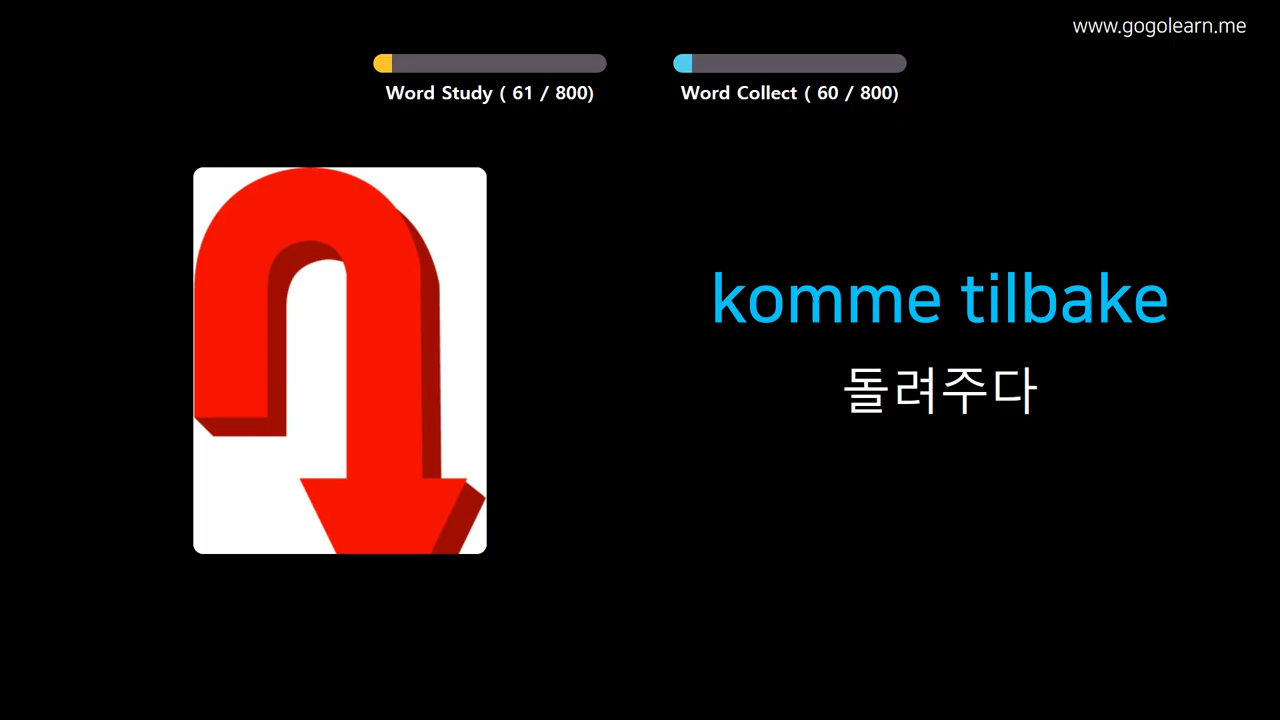 www.gogolearn.me
Word Study ( 61 / 800)
Word Collect ( 60 / 800)
komme tilbake
돌려주다